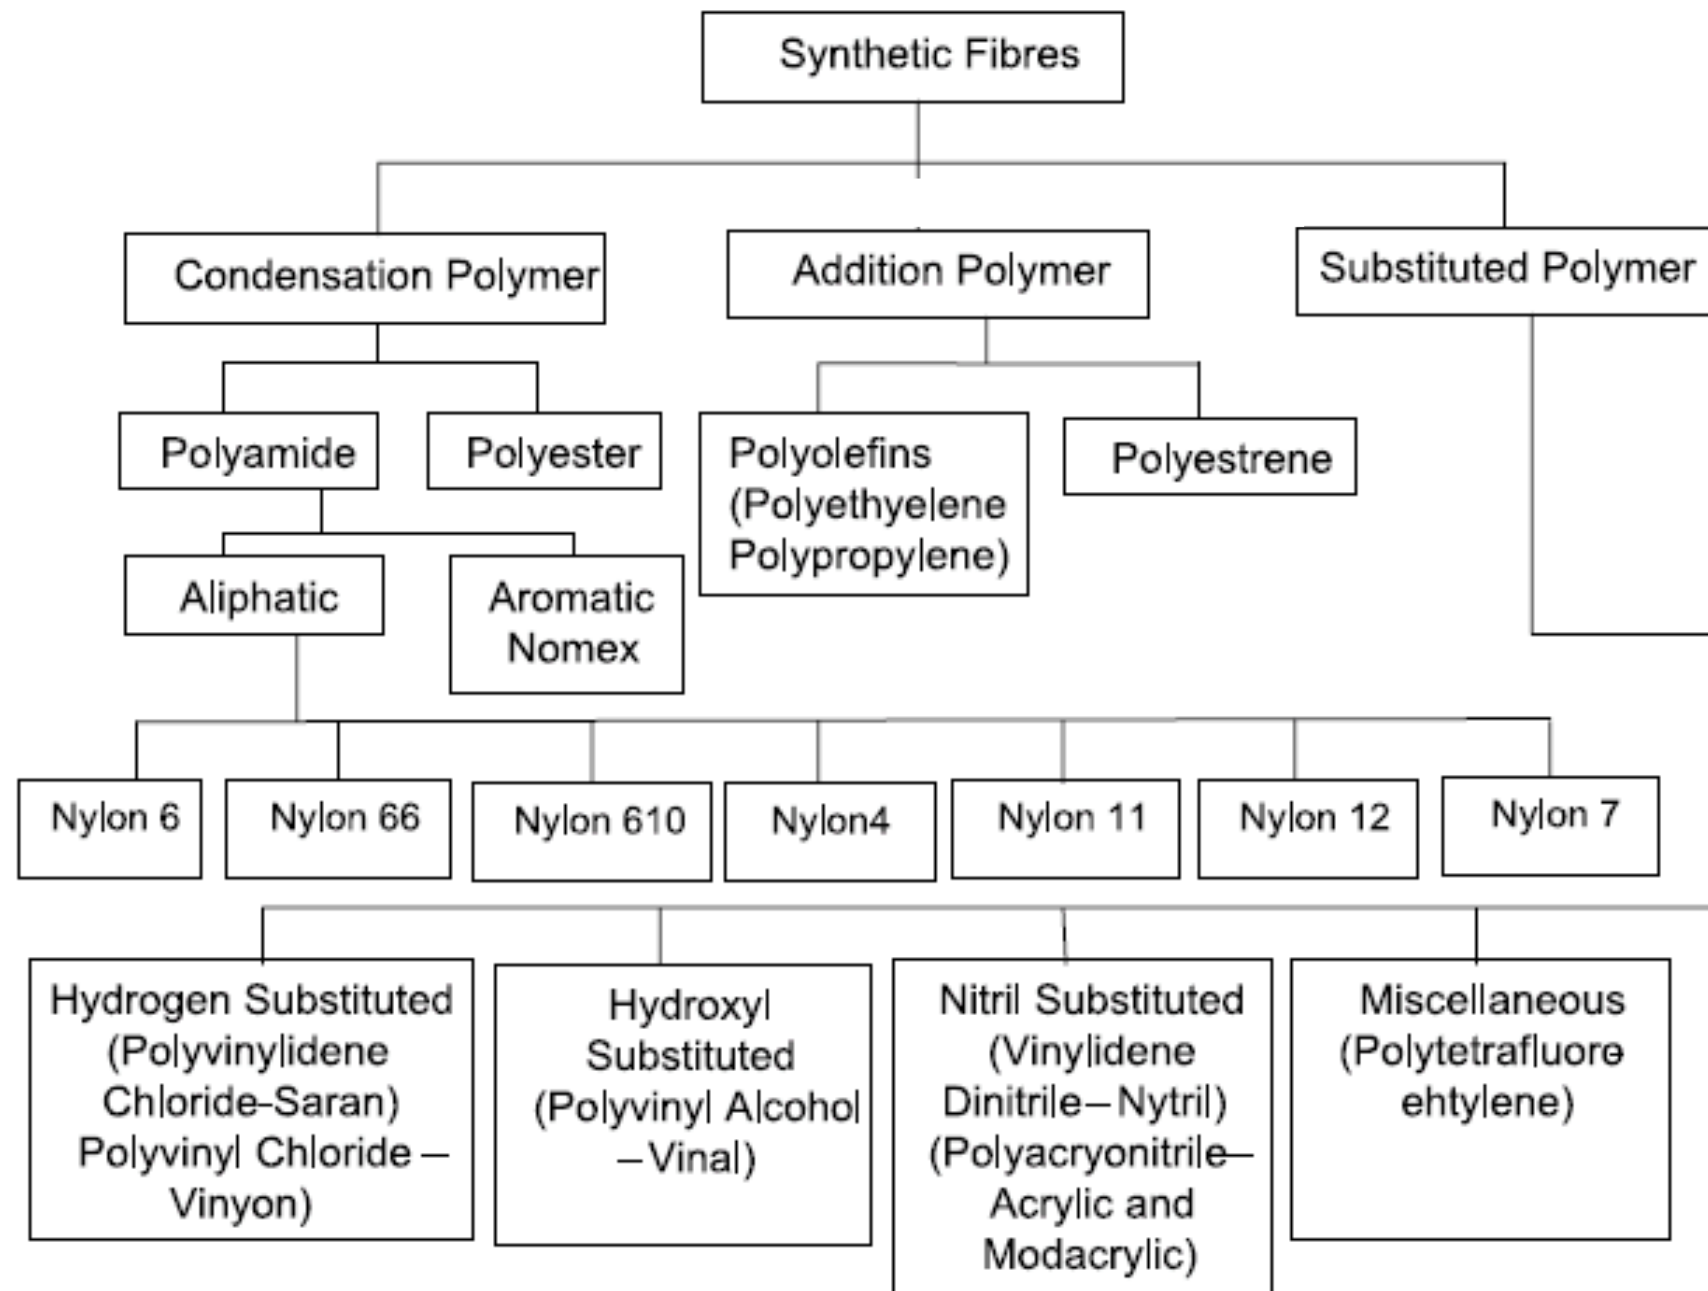 Synthetic Fibres
Condensation Polymer
Addition Polymer
Substituted Polymer
Polyamide
Polyester
Polyolefins
(Polyethyelene
Polypropylene)
Polyestrene
Aliphatic
Aromatic
Nomex
Nylon 6
Nylon 66
Nylon 610
Nylon4
Nylon 11
Nylon 12
Nylon 7
Hydrogen Substituted
(Polyvinylidene
Chloride–Saran)
Polyvinyl Chloride –
Vinyon)
Hydroxyl
Substituted
(Polyvinyl Alcohol
–Vinal)
Nitril Substituted
(Vinylidene
Dinitrile–Nytril)
(Polyacryonitrile–
Acrylic and
Modacrylic)
Miscellaneous
(Polytetrafluoro
ehtylene)